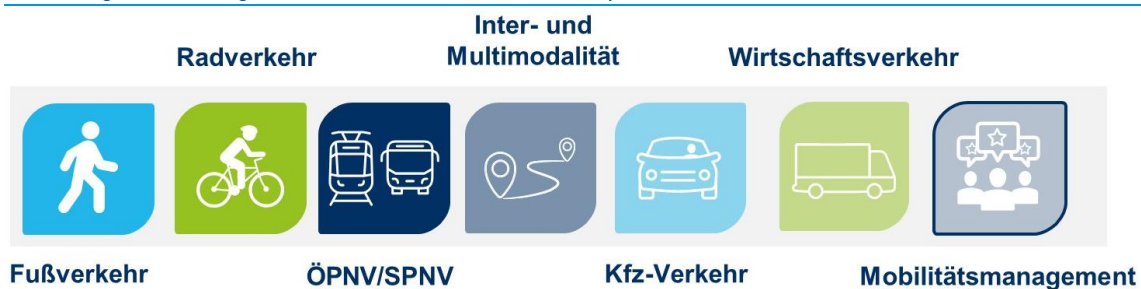 Inter- und
Radverkehr Multimodalität Wirtschaftsverkehr
Fußverkehr ÖPNV/SPNV Kfz-Verkehr Mobilitätsmanagement